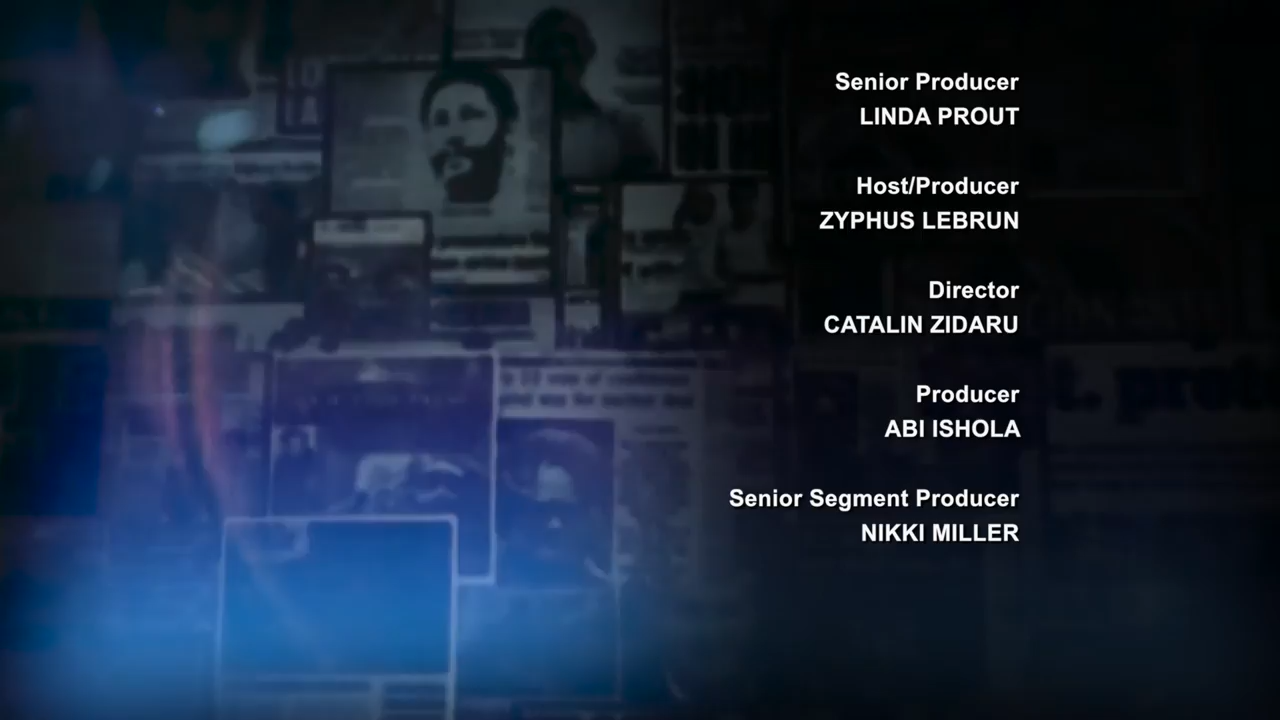 Senior Producer
LINDA PROUT
Host/Producer
ZYPHUS LEBRUN
Director
CATALIN ZIDARU
Producer
ABI ISHOLA
Senior Segment Producer
NIKKI MILLER